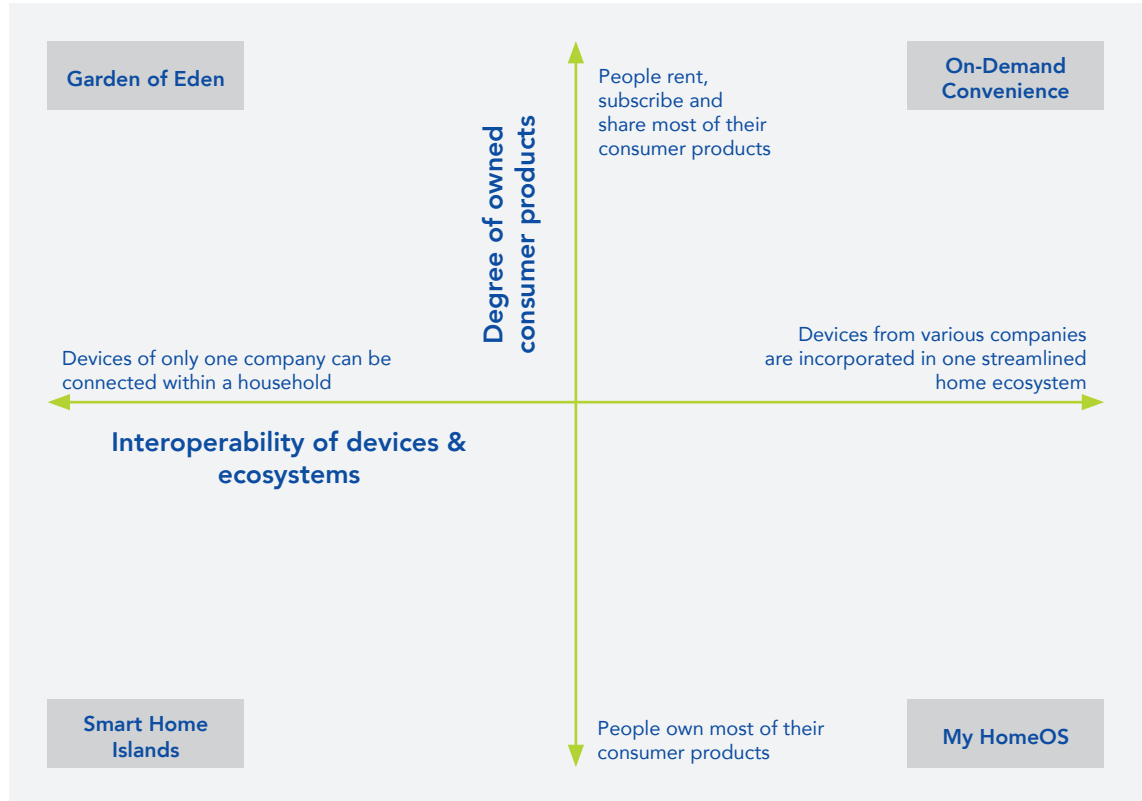 Garden of Eden
On-Demand
Convenience
People rent,
subscribe and
share most of their
consumer products
Degree of owned
consumer products
Devices of only one company can be
connected within a household
Devices from various companies
are incorporated in one streamlined
home ecosystem
Interoperability of devices &
ecosystems
Smart Home
Islands
People own most of their
consumer products
My HomeOS